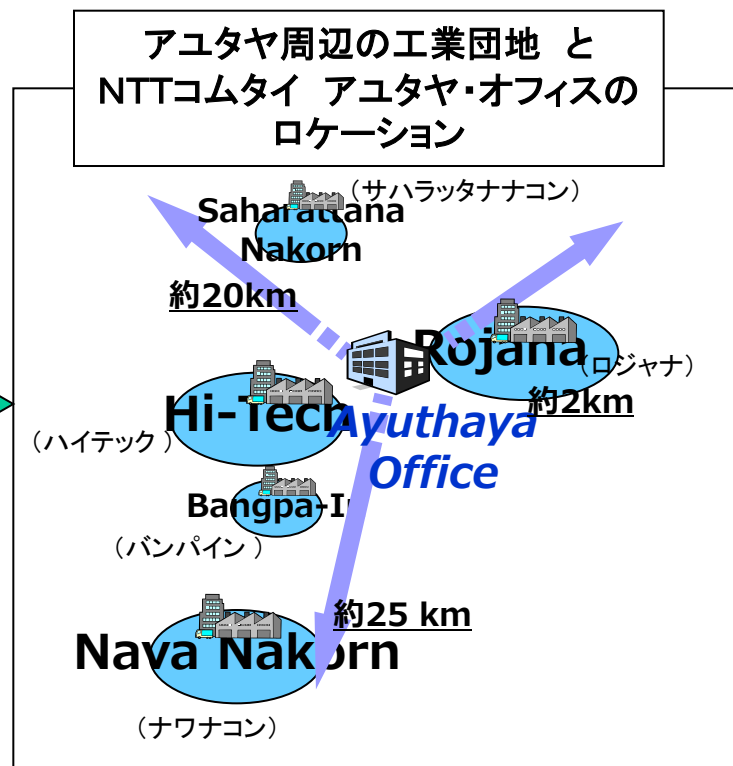 アユタヤ周辺の工業団地 と
NTTコムタイ アユタヤ・オフィスの
ロケーション
（サハラッタナナコン）
Saharattana
Nakorn
約20km
Rojana
（ロジャナ）
約2km
Hi-Tech
（ハイテック ）
Ayuthaya
Office
Bangpa-I
（バンパイン ）
約25 km
Nava Nakorn
（ナワナコン）